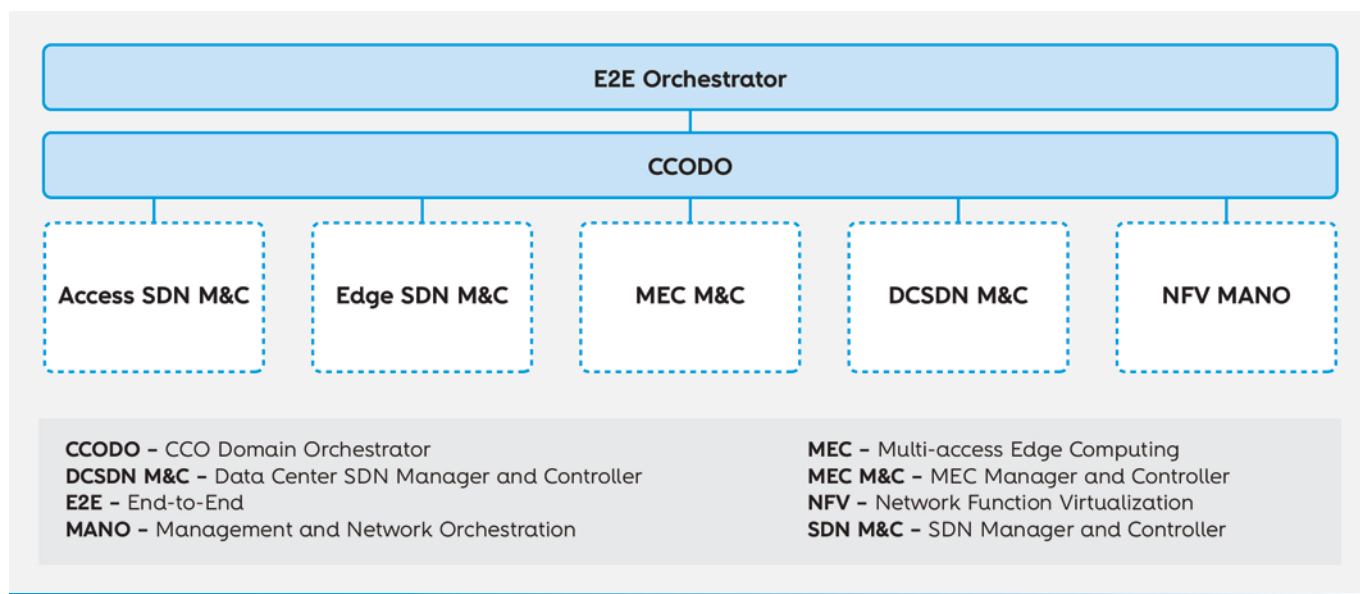 E2E Orchestrator
CCODO
Access SDN M&C
Edge SDN M&C
MEC M&C
DCSDN M&C
NFV MANO
CCODO – CCO Domain Orchestrator
DCSDN M&C – Data Center SDN Manager and Controller
E2E – End-to-End
MANO – Management and Network Orchestration
MEC – Multi-access Edge Computing
MEC M&C – MEC Manager and Controller
NFV – Network Function Virtualization
SDN M&C – SDN Manager and Controller